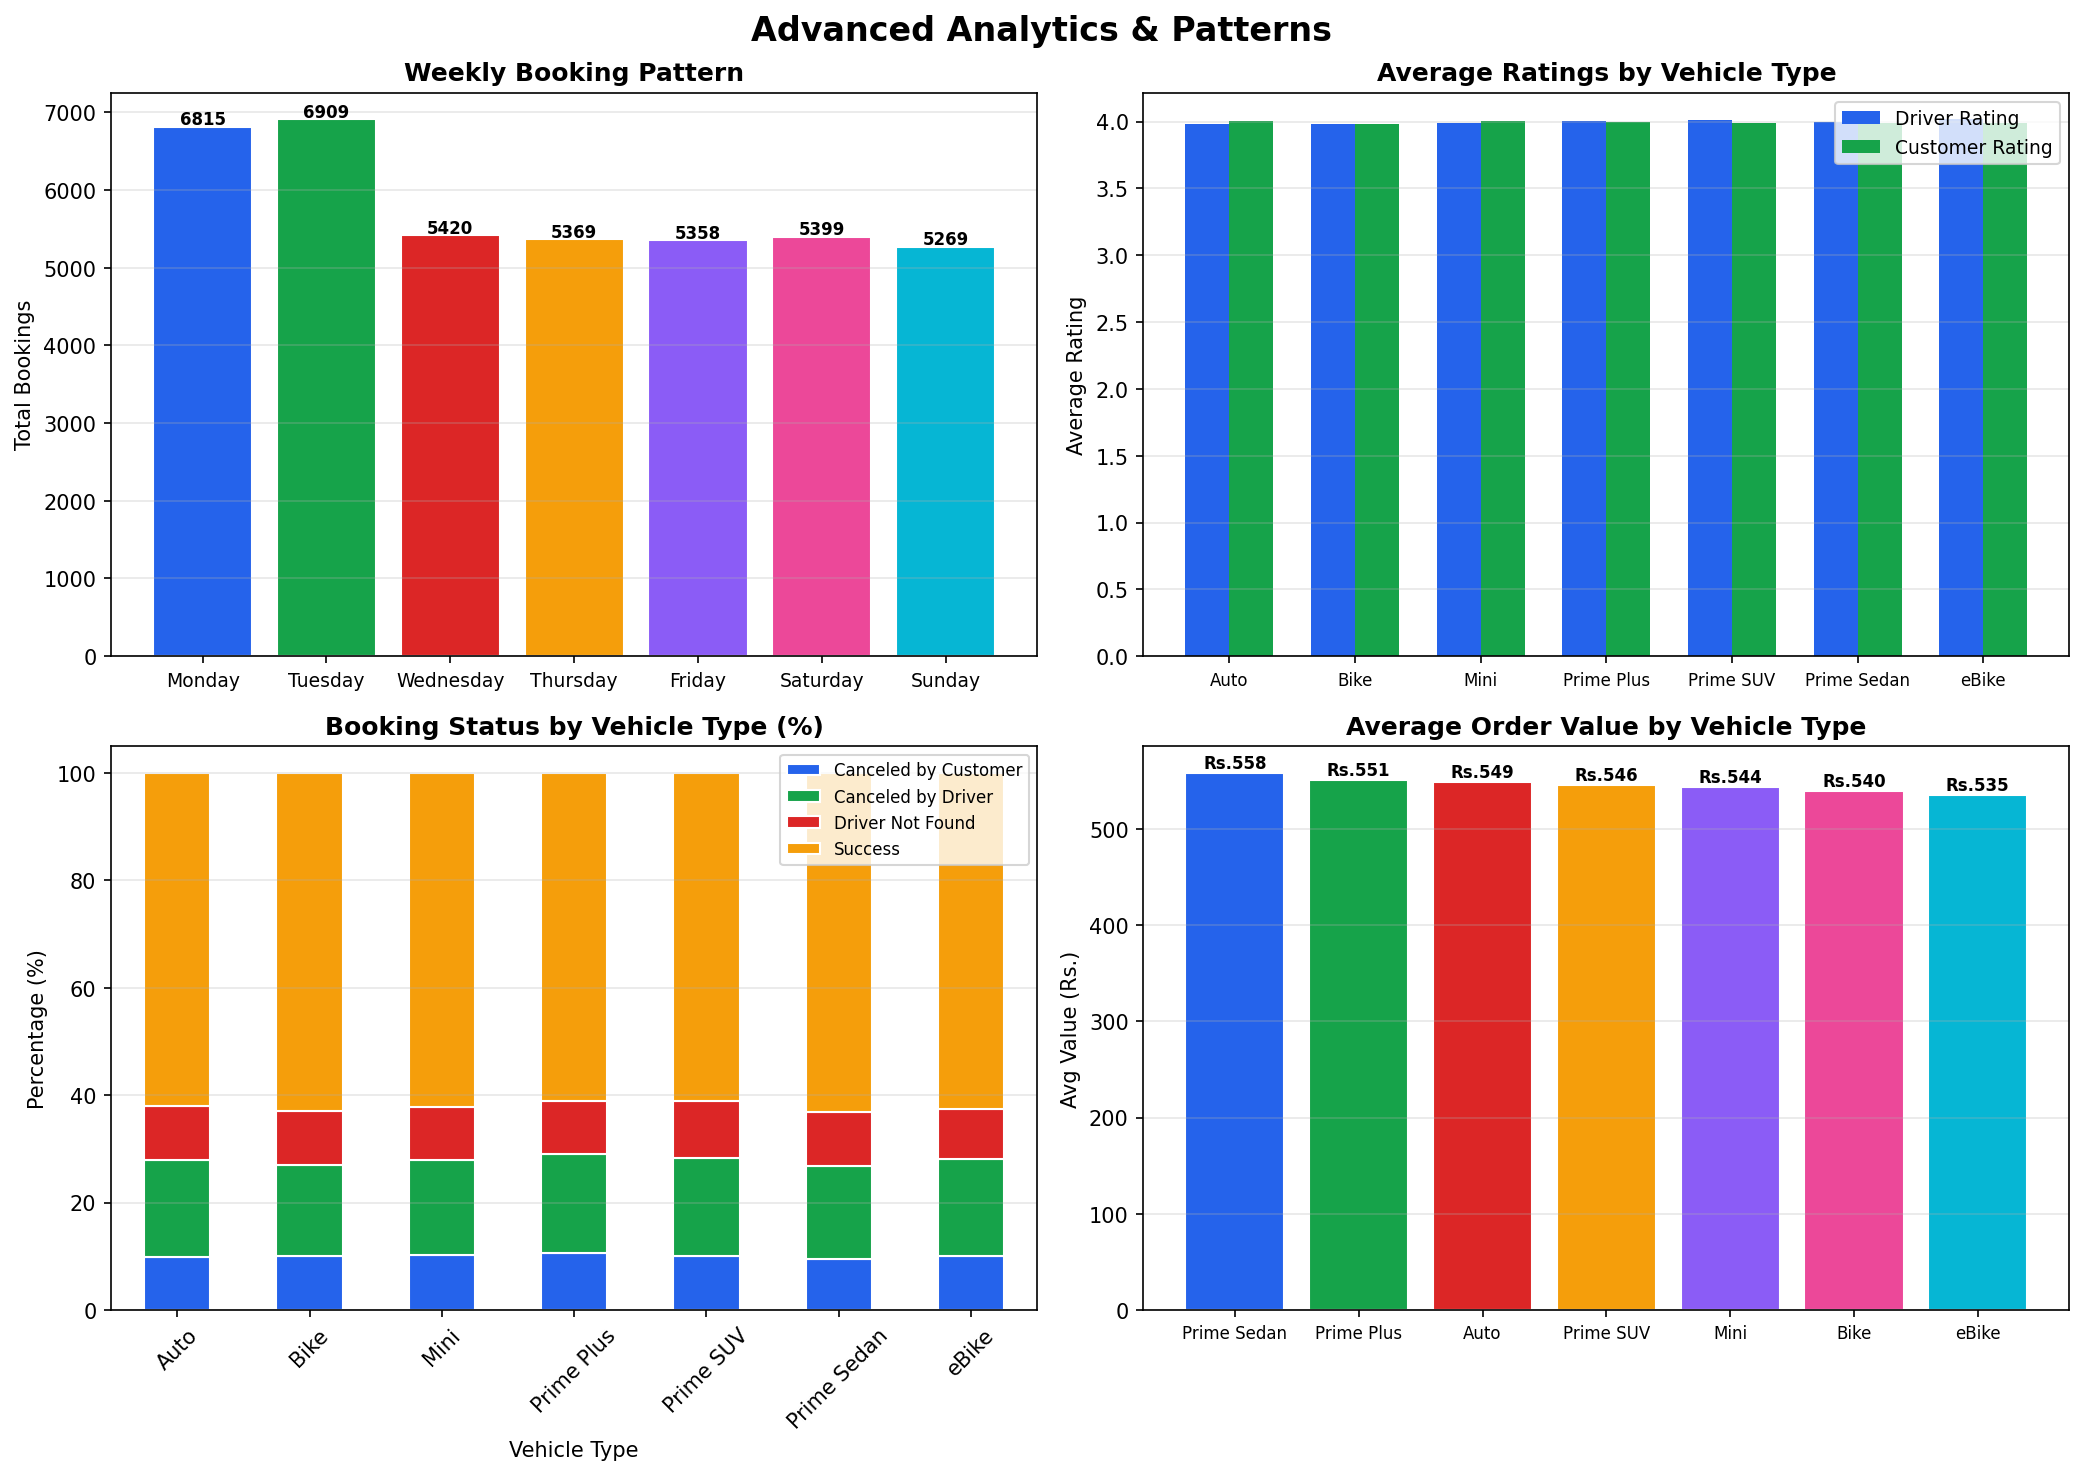 Advanced Analytics & Patterns
Weekly Booking Pattern
Total Bookings
7000
6000
5000
4000
3000
2000
1000
0
6815
6909
5420
5369
5358
5399
5269
Monday
Tuesday
Wednesday
Thursday
Friday
Saturday
Sunday
Average Ratings by Vehicle Type
Average Rating
4.0
3.5
3.0
2.5
2.0
1.5
1.0
0.5
0.0
Driver Rating
Customer Rating
Auto
Bike
Mini
Prime Plus
Prime SUV
Prime Sedan
eBike
Booking Status by Vehicle Type (%)
Percentage (%)
100
80
60
40
20
0
Canceled by Customer
Canceled by Driver
Driver Not Found
Success
Auto
Bike
Mini
Prime Plus
Prime SUV
Prime Sedan
eBike
Vehicle Type
Average Order Value by Vehicle Type
Avg Value (Rs.)
500
400
300
200
100
0
Rs.558
Rs.551
Rs.549
Rs.546
Rs.544
Rs.540
Rs.535
Prime Sedan
Prime Plus
Auto
Prime SUV
Mini
Bike
eBike